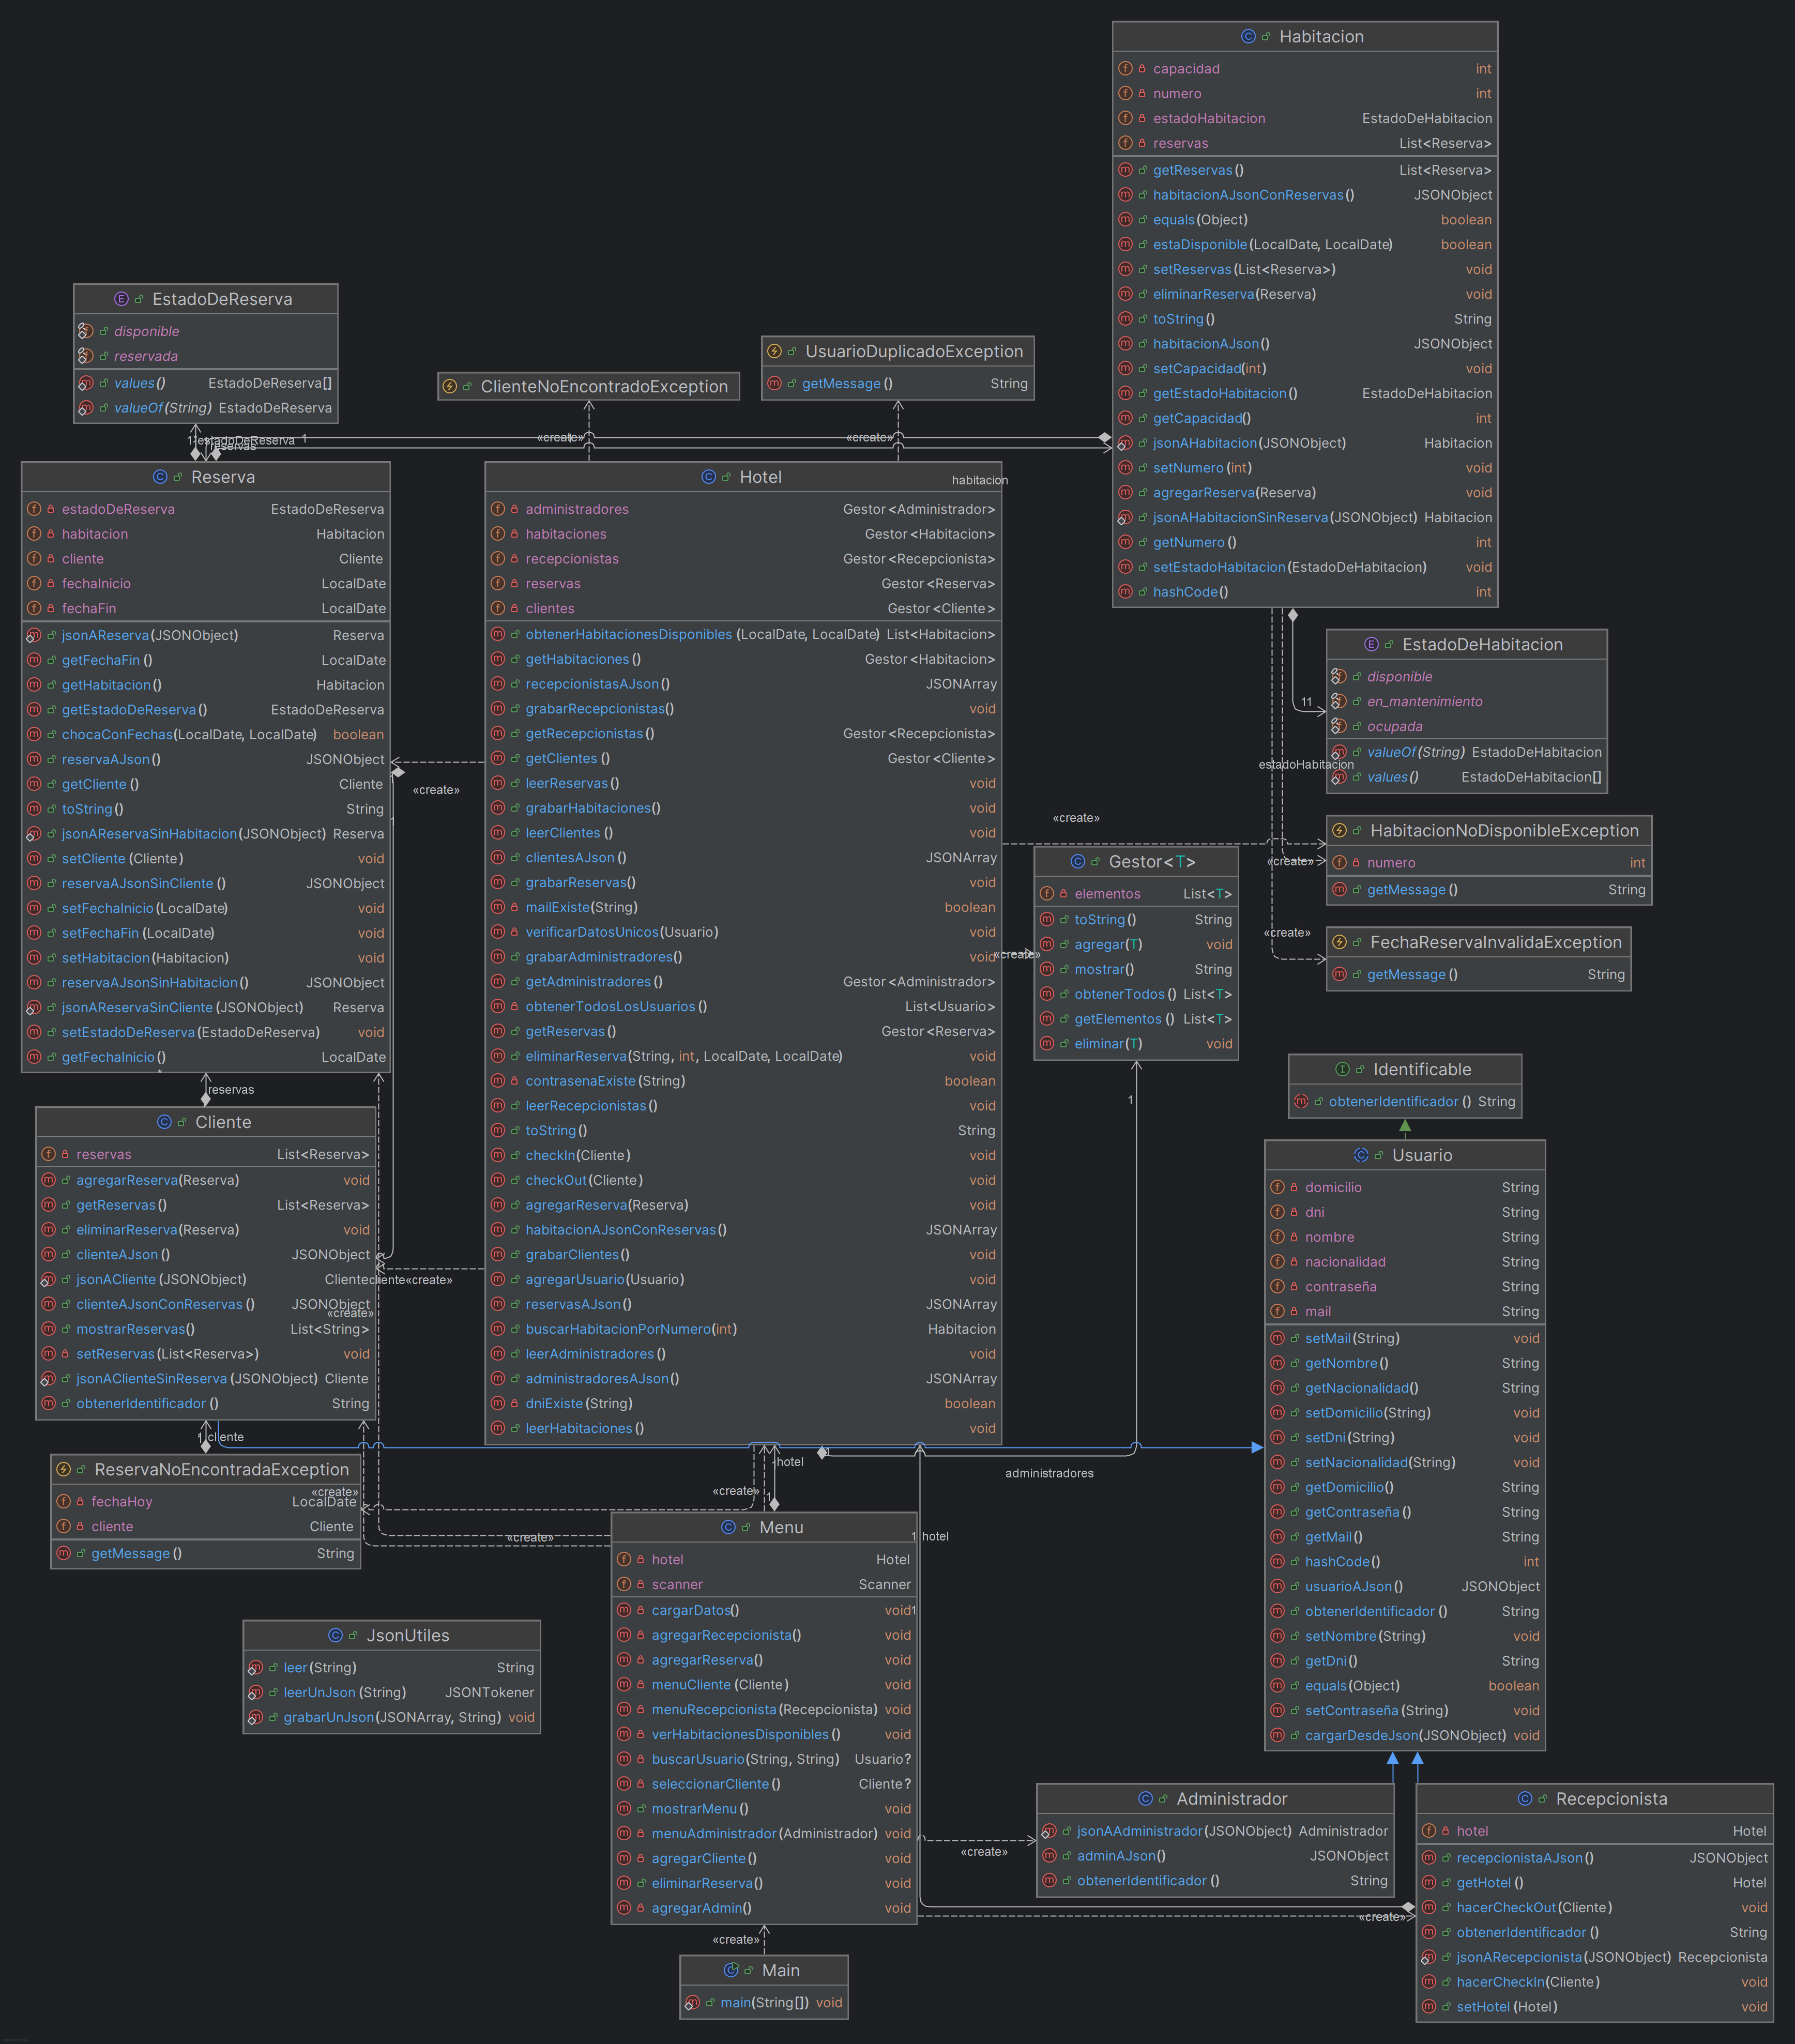 Habitacion
capacidad int
numero int
estadoHabitacion EstadoDeHabitacion
reservas List<Reserva>
getReservas() List<Reserva>
habitacionAJsonConReservas() JSONObject
equals(Object) boolean
estaDisponible(LocalDate, LocalDate) boolean
setReservas(List<Reserva>) void
eliminarReserva(Reserva) void
toString() String
habitacionAJson() JSONObject
setCapacidad(int) void
getEstadoHabitacion() EstadoDeHabitacion
getCapacidad() int
jsonAHabitacion(JSONObject) Habitacion
setNumero(int) void
agregarReserva(Reserva) void
jsonAHabitacionSinReserva(JSONObject) Habitacion
getNumero() int
setEstadoHabitacion(EstadoDeHabitacion) void
hashCode() int
EstadoDeReserva
disponible
reservada
values() EstadoDeReserva[]
valueOf(String) EstadoDeReserva
ClienteNoEncontradoException
UsuarioDuplicadoException
getMessage() String
1 estadoDeReserva 1
reservas
«create»
«create»
habitacion
Reserva
estadoDeReserva EstadoDeReserva
habitacion Habitacion
cliente Cliente
fechaInicio LocalDate
fechaFin LocalDate
jsonAReserva(JSONObject) Reserva
getFechaFin() LocalDate
getHabitacion() Habitacion
getEstadoDeReserva() EstadoDeReserva
chocaConFechas(LocalDate, LocalDate) boolean
reservaAJson() JSONObject
getCliente() Cliente
toString() String
jsonAReservaSinHabitacion(JSONObject) Reserva
setCliente(Cliente) void
reservaAJsonSinCliente() JSONObject
setFechaInicio(LocalDate) void
setFechaFin(LocalDate) void
setHabitacion(Habitacion) void
reservaAJsonSinHabitacion() JSONObject
jsonAReservaSinCliente(JSONObject) Reserva
setEstadoDeReserva(EstadoDeReserva) void
getFechaInicio() LocalDate
«create»
1
Hotel
administradores Gestor<Administrador>
habitaciones Gestor<Habitacion>
recepcionistas Gestor<Recepcionista>
reservas Gestor<Reserva>
clientes Gestor<Cliente>
obtenerHabitacionesDisponibles(LocalDate, LocalDate) List<Habitacion>
getHabitaciones() Gestor<Habitacion>
recepcionistasAJson() JSONArray
grabarRecepcionistas() void
getRecepcionistas() Gestor<Recepcionista>
getClientes() Gestor<Cliente>
leerReservas() void
grabarHabitaciones() void
leerClientes() void
clientesAJson() JSONArray
grabarReservas() void
mailExiste(String) boolean
verificarDatosUnicos(Usuario) void
grabarAdministradores() void
getAdministradores() Gestor<Administrador>
obtenerTodosLosUsuarios() List<Usuario>
getReservas() Gestor<Reserva>
eliminarReserva(String, int, LocalDate, LocalDate) void
contrasenaExiste(String) boolean
leerRecepcionistas() void
toString() String
checkIn(Cliente) void
checkOut(Cliente) void
agregarReserva(Reserva) void
habitacionAJsonConReservas() JSONArray
grabarClientes() void
agregarUsuario(Usuario) void
reservasAJson() JSONArray
buscarHabitacionPorNumero(int) Habitacion
leerAdministradores() void
administradoresAJson() JSONArray
dniExiste(String) boolean
leerHabitaciones() void
EstadoDeHabitacion
disponible
en_mantenimiento
ocupada
valueOf(String) EstadoDeHabitacion
values() EstadoDeHabitacion[]
11
estadoHabitacion
HabitacionNoDisponibleException
numero int
getMessage() String
«create»
«create»
FechaReservaInvalidaException
getMessage() String
«create»
Gestor<T>
elementos List<T>
toString() String
agregar(T) void
mostrar() String
obtenerTodos() List<T>
getElementos() List<T>
eliminar(T) void
«create»
1
Identificable
obtenerIdentificador() String
Usuario
domicilio String
dni String
nombre String
nacionalidad String
contraseña String
mail String
setMail(String) void
getNombre() String
getNacionalidad() String
setDomicilio(String) void
setDni(String) void
setNacionalidad(String) void
getDomicilio() String
getContraseña() String
getMail() String
hashCode() int
usuarioAJson() JSONObject
obtenerIdentificador() String
setNombre(String) void
getDni() String
equals(Object) boolean
setContraseña(String) void
cargarDesdeJson(JSONObject) void
reservas
Cliente
reservas List<Reserva>
agregarReserva(Reserva) void
getReservas() List<Reserva>
eliminarReserva(Reserva) void
clienteAJson() JSONObject
jsonACliente(JSONObject) Cliente
clienteAJsonConReservas() JSONObject
mostrarReservas() List<String>
setReservas(List<Reserva>) void
jsonAClienteSinReserva(JSONObject) Cliente
obtenerIdentificador() String
cliente
«create»
«create»
1 cliente
ReservaNoEncontradaException
fechaHoy LocalDate
cliente Cliente
getMessage() String
«create»
«create»
«create»
hotel
1
1
administradores
1 hotel
1
Menu
hotel Hotel
scanner Scanner
cargarDatos() void
agregarRecepcionista() void
agregarReserva() void
menuCliente(Cliente) void
menuRecepcionista(Recepcionista) void
verHabitacionesDisponibles() void
buscarUsuario(String, String) Usuario?
seleccionarCliente() Cliente?
mostrarMenu() void
menuAdministrador(Administrador) void
agregarCliente() void
eliminarReserva() void
agregarAdmin() void
JsonUtiles
leer(String) String
leerUnJson(String) JSONTokener
grabarUnJson(JSONArray, String) void
Administrador
jsonAAdministrador(JSONObject) Administrador
adminAJson() JSONObject
obtenerIdentificador() String
«create»
Recepcionista
hotel Hotel
recepcionistaAJson() JSONObject
getHotel() Hotel
hacerCheckOut(Cliente) void
obtenerIdentificador() String
jsonARecepcionista(JSONObject) Recepcionista
hacerCheckIn(Cliente) void
setHotel(Hotel) void
«create»
«create»
Main
main(String[]) void